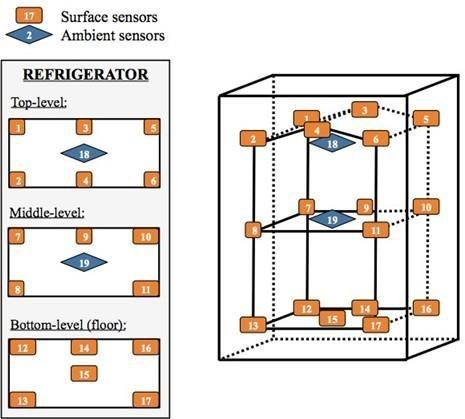 17 Surface sensors
2 Ambient sensors
REFRIGERATOR
Top-level:
1 3 5
18
2 4 6
Middle-level:
7 9 10
19
8 11
Bottom-level (floor):
12 14 16
15
13 17
1 3 5
2 4 6
18
7 9 10
19
8 11
12 14 16
15
13 17